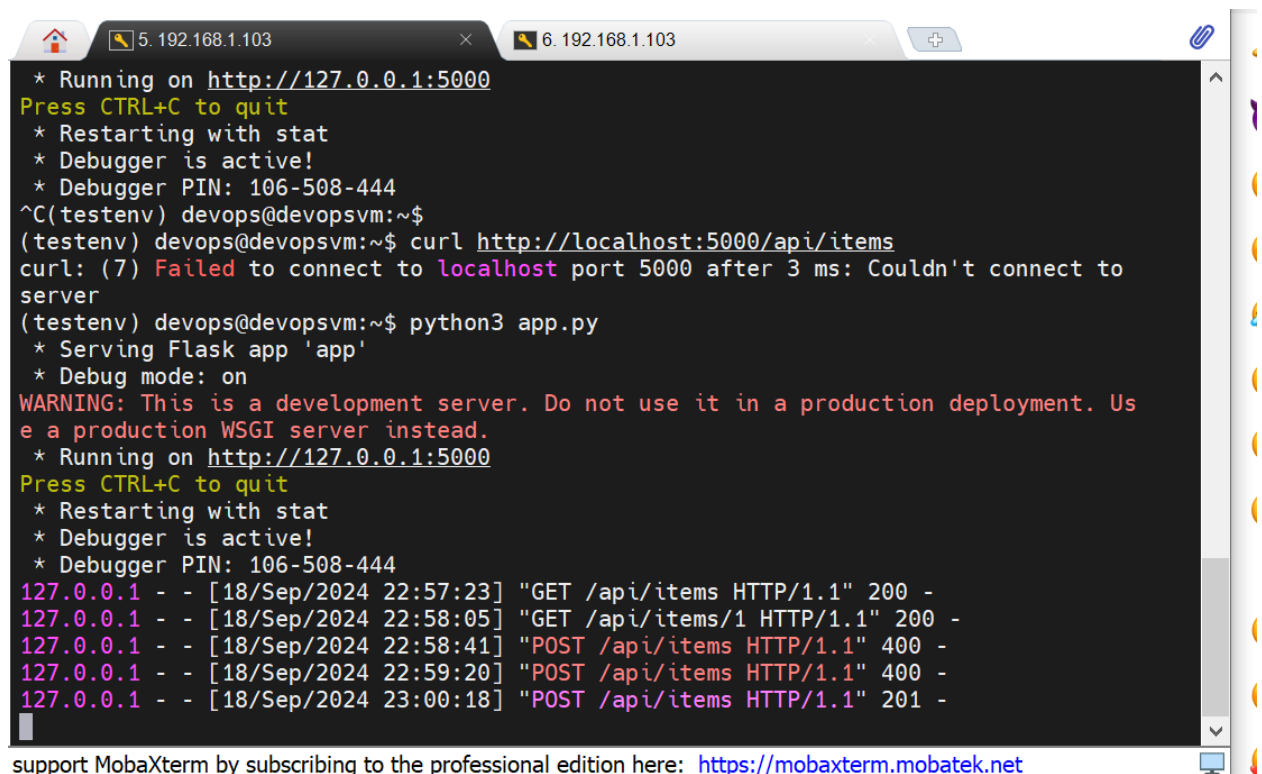 5. 192.168.1.103
6. 192.168.1.103
* Running on http://127.0.0.1:5000
Press CTRL+C to quit
* Restarting with stat
* Debugger is active!
* Debugger PIN: 106-508-444
^C(testenv) devops@devopsvm:~$
(testenv) devops@devopsvm:~$ curl http://localhost:5000/api/items
curl: (7) Failed to connect to localhost port 5000 after 3 ms: Couldn't connect to
server
(testenv) devops@devopsvm:~$ python3 app.py
* Serving Flask app 'app'
* Debug mode: on
WARNING: This is a development server. Do not use it in a production deployment. Us
e a production WSGI server instead.
* Running on http://127.0.0.1:5000
Press CTRL+C to quit
* Restarting with stat
* Debugger is active!
* Debugger PIN: 106-508-444
127.0.0.1 - - [18/Sep/2024 22:57:23] "GET /api/items HTTP/1.1" 200 -
127.0.0.1 - - [18/Sep/2024 22:58:05] "GET /api/items/1 HTTP/1.1" 200 -
127.0.0.1 - - [18/Sep/2024 22:58:41] "POST /api/items HTTP/1.1" 400 -
127.0.0.1 - - [18/Sep/2024 22:59:20] "POST /api/items HTTP/1.1" 400 -
127.0.0.1 - - [18/Sep/2024 23:00:18] "POST /api/items HTTP/1.1" 201 -
support MobaXterm by subscribing to the professional edition here: https://mobaxterm.mobatek.net